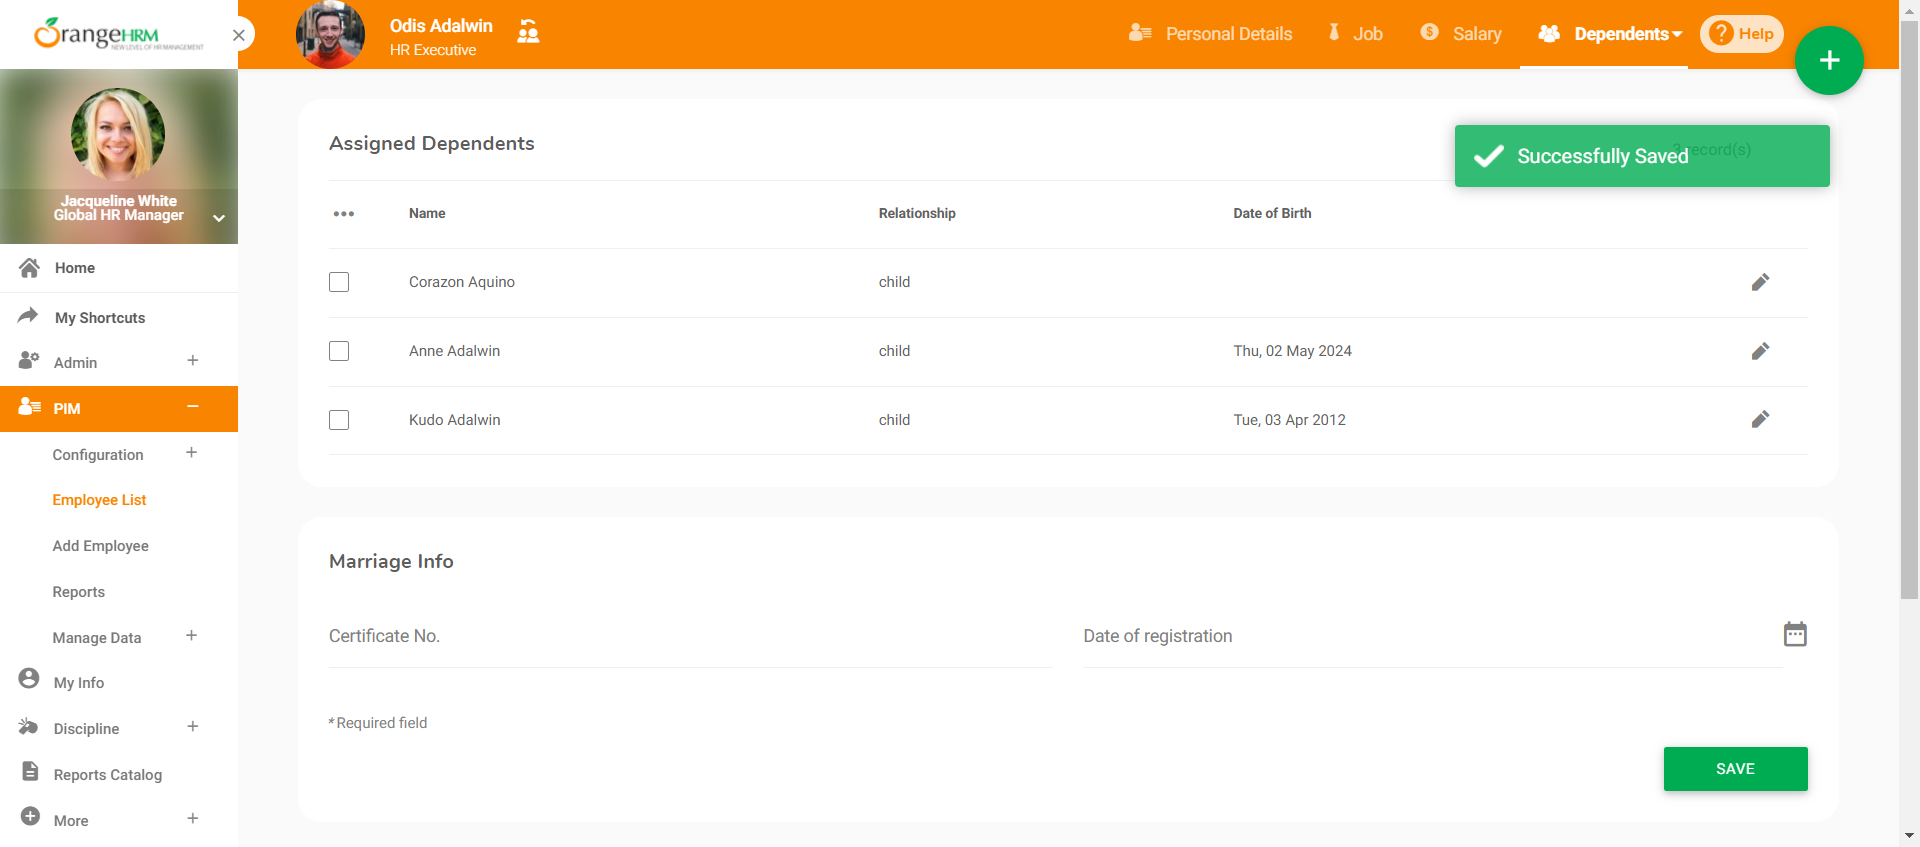 OrangeHRM
NEW LEVEL OF HR MANAGEMENT
Odis Adalwin
HR Executive
Personal Details
Job
Salary
Dependents
Help
Jacqueline White
Global HR Manager
Home
My Shortcuts
Admin
PIM
Configuration
Employee List
Add Employee
Reports
Manage Data
My Info
Discipline
Reports Catalog
More
Assigned Dependents
3 record(s)
Successfully Saved
Name Relationship Date of Birth
Corazon Aquino child
Anne Adalwin child Thu, 02 May 2024
Kudo Adalwin child Tue, 03 Apr 2012
Marriage Info
Certificate No. Date of registration
* Required field
SAVE